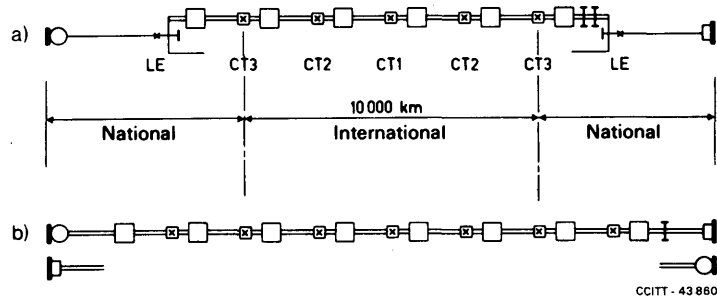 a)
LE CT3 CT2 CT1 CT2 CT3 LE
10 000 km
National International National
b)
CCITT - 43 860